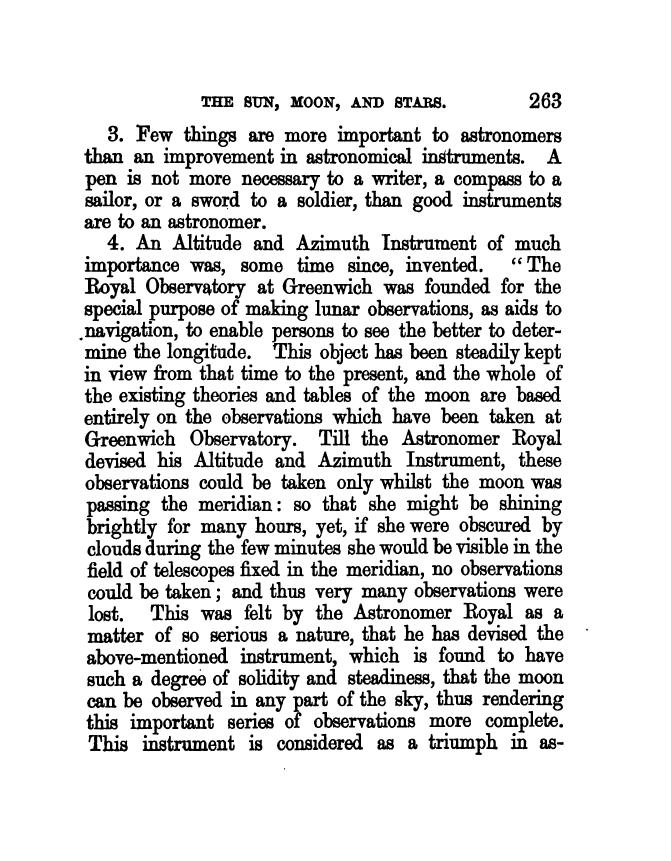 THE SUN, MOON, AND STARS. 263
3. Few things are more important to astronomers
than an improvement in astronomical instruments. A
pen is not more necessary to a writer, a compass to a
sailor, or a sword to a soldier, than good instruments
are to an astronomer.
4. An Altitude and Azimuth Instrument of much
importance was, some time since, invented. “The
Royal Observatory at Greenwich was founded for the
special purpose of making lunar observations, as aids to
navigation, to enable persons to see the better to deter-
mine the longitude. This object has been steadily kept
in view from that time to the present, and the whole of
the existing theories and tables of the moon are based
entirely on the observations which have been taken at
Greenwich Observatory. Till the Astronomer Royal
devised his Altitude and Azimuth Instrument, these
observations could be taken only whilst the moon was
passing the meridian: so that she might be shining
brightly for many hours, yet, if she were obscured by
clouds during the few minutes she would be visible in the
field of telescopes fixed in the meridian, no observations
could be taken; and thus very many observations were
lost. This was felt by the Astronomer Royal as a
matter of so serious a nature, that he has devised the
above-mentioned instrument, which is found to have
such a degree of solidity and steadiness, that the moon
can be observed in any part of the sky, thus rendering
this important series of observations more complete.
This instrument is considered as a triumph in as-